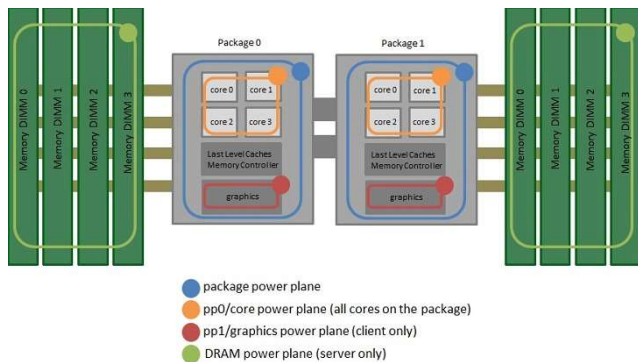 Package 0
Package 1
Memory DIMM 0
Memory DIMM 1
Memory DIMM 2
Memory DIMM 3
core 0
core 1
core 2
core 3
Last Level Caches
Memory Controller
graphics
core 0
core 1
core 2
core 3
Last Level Caches
Memory Controller
graphics
Memory DIMM 0
Memory DIMM 1
Memory DIMM 2
Memory DIMM 3
package power plane
pp0/core power plane (all cores on the package)
pp1/graphics power plane (client only)
DRAM power plane (server only)